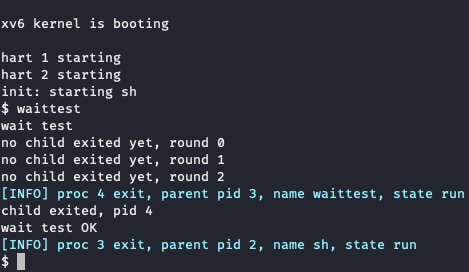 xv6 kernel is booting
hart 1 starting
hart 2 starting
init: starting sh
$ waittest
wait test
no child exited yet, round 0
no child exited yet, round 1
no child exited yet, round 2
[INFO] proc 4 exit, parent pid 3, name waittest, state run
child exited, pid 4
wait test OK
[INFO] proc 3 exit, parent pid 2, name sh, state run
$